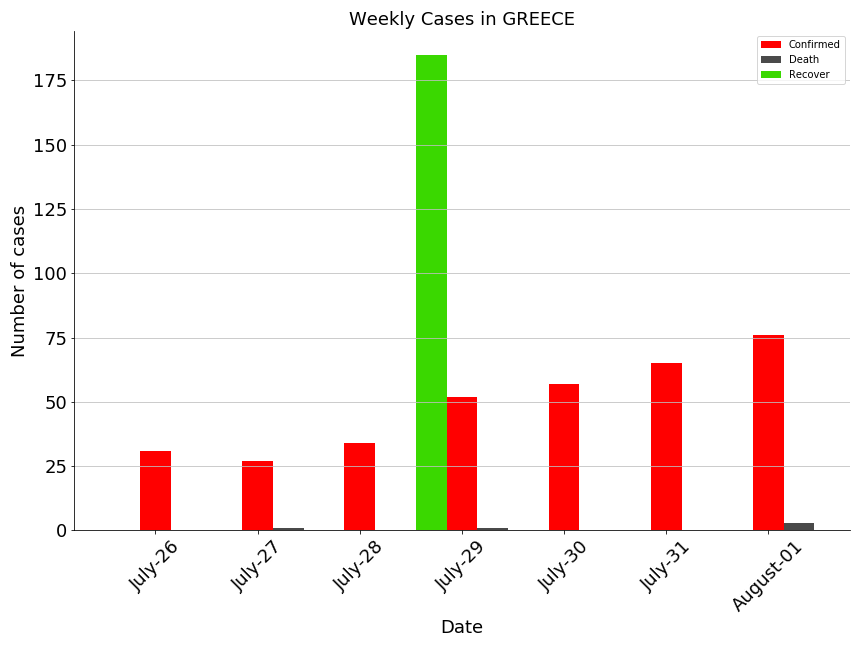 Weekly Cases in GREECE
Confirmed
Death
Recover
Number of cases
175
150
125
100
75
50
25
0
July-26
July-27
July-28
July-29
July-30
July-31
August-01
Date